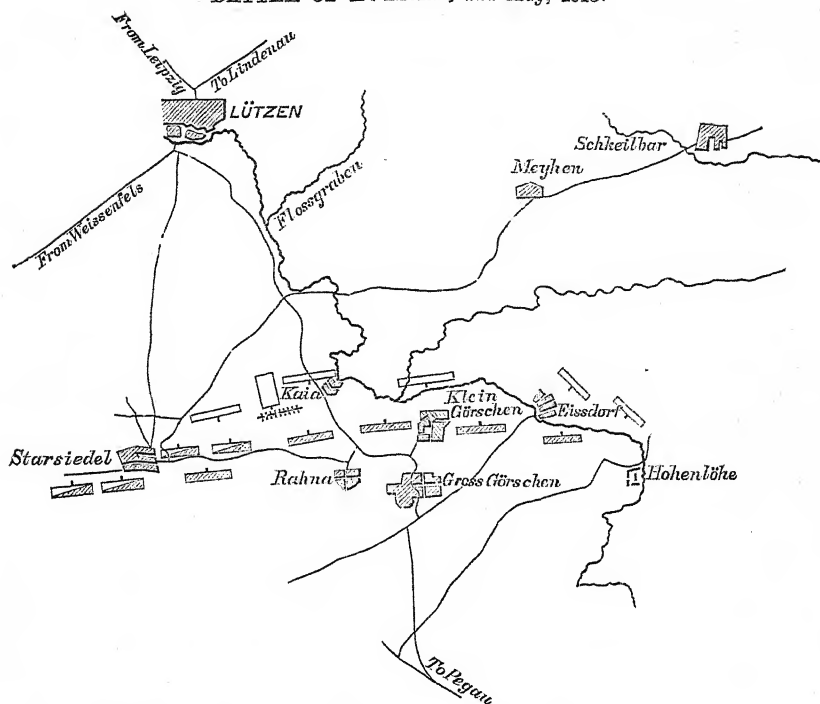 From Leipzig
To Lindenau
LÜTZEN
Schkeilbar
Meyhen
Flossgraben
From Weissenfels
Kaia
Klein
Görschen
Eissdorf
Starsiedel
Rahna
Gross Görschen
Hohenlöhe
To Pegau